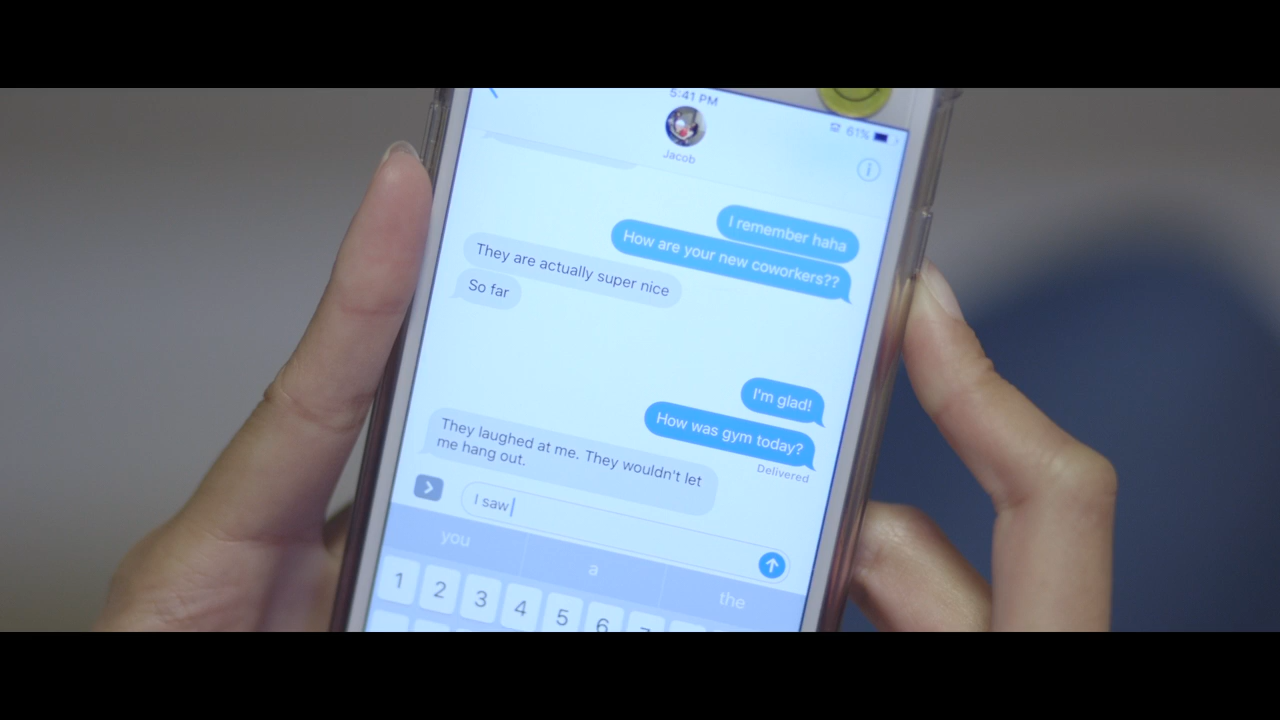 5:41 PM
61%
Jacob
I remember haha
How are your new coworkers??
They are actually super nice
So far
I'm glad!
How was gym today?
Delivered
They laughed at me. They wouldn't let
me hang out.
I saw
you a the
1 2 3 4 5 6 7